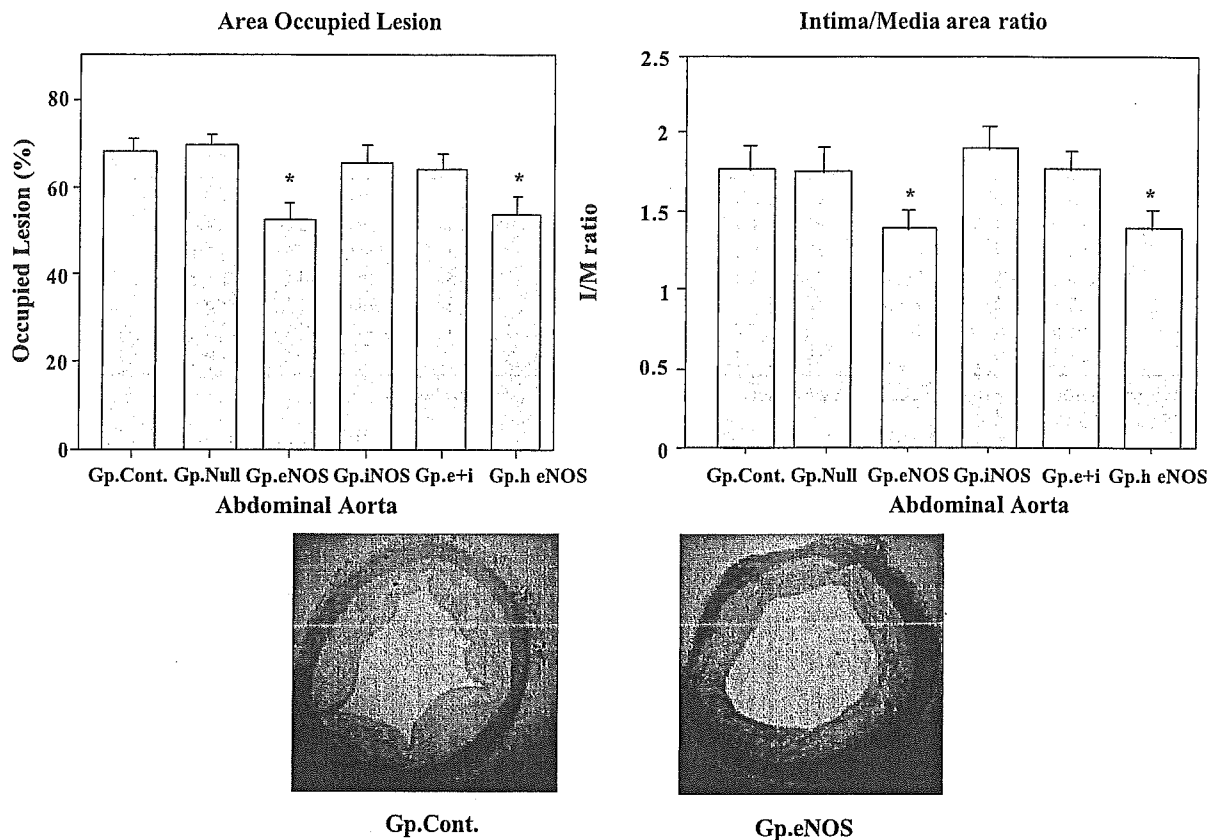 Area Occupied Lesion
Occupied Lesion (%)
80
60
40
20
0
*
*
Gp.Cont. Gp.Null Gp.eNOS Gp.iNOS Gp.e+i Gp.h eNOS
Abdominal Aorta
Intima/Media area ratio
I/M ratio
2.5
2
1.5
1
0.5
0
*
*
Gp.Cont. Gp.Null Gp.eNOS Gp.iNOS Gp.e+i Gp.h eNOS
Abdominal Aorta
Gp.Cont.
Gp.eNOS